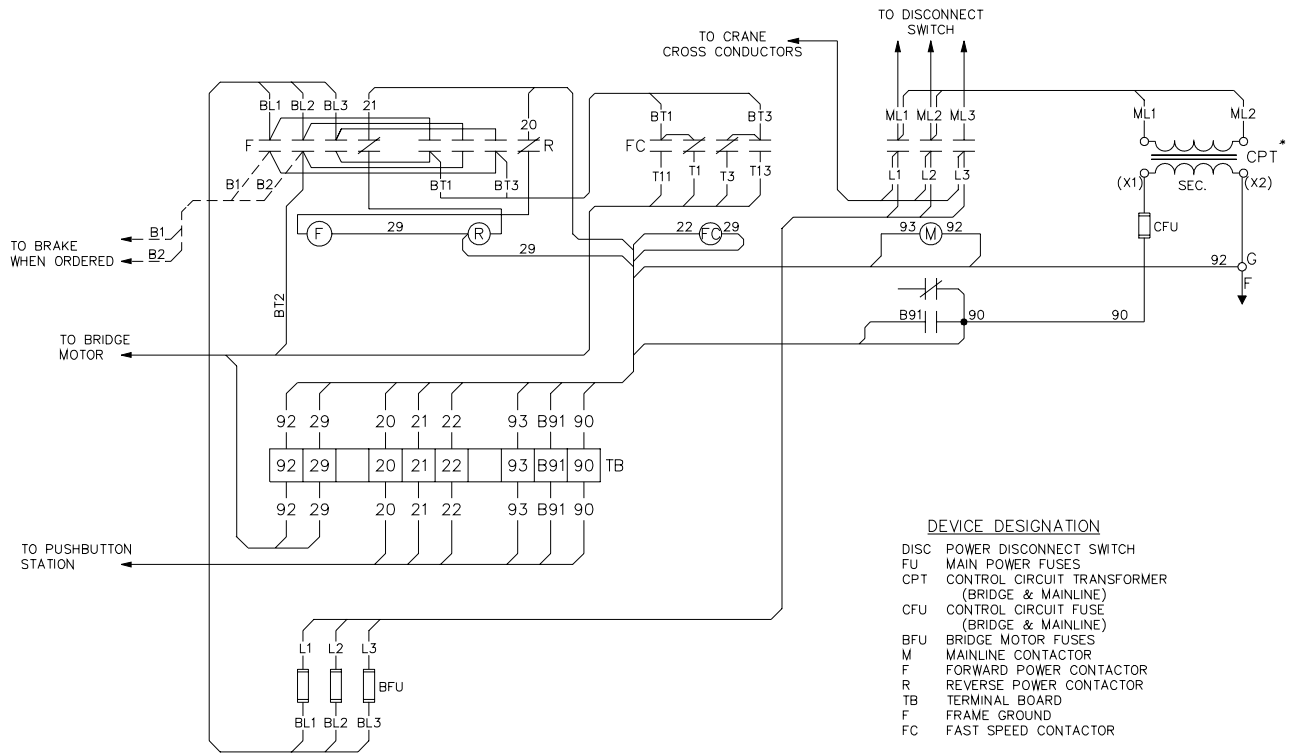 TO DISCONNECT
SWITCH
TO CRANE
CROSS CONDUCTORS
BL1 BL2 BL3 21 20 BT1 BT3 ML1 ML2 ML3 ML1 ML2
F R FC CPT *
B1 B2 BT1 BT3 T11 T1 T3 T13 L1 L2 L3 (X1) SEC. (X2)
B1
B2
TO BRAKE
WHEN ORDERED
F 29 R 29
22 FC 29
93 M 92
CFU
92 G
F
BT2
B91 90 90
TO BRIDGE
MOTOR
92 29 20 21 22 93 B91 90
92 29 20 21 22 93 B91 90 TB
92 29 20 21 22 93 B91 90
TO PUSHBUTTON
STATION
L1 L2 L3
BFU
BL1 BL2 BL3
DEVICE DESIGNATION
DISC POWER DISCONNECT SWITCH
FU MAIN POWER FUSES
CPT CONTROL CIRCUIT TRANSFORMER
(BRIDGE & MAINLINE)
CFU CONTROL CIRCUIT FUSE
(BRIDGE & MAINLINE)
BFU BRIDGE MOTOR FUSES
M MAINLINE CONTACTOR
F FORWARD POWER CONTACTOR
R REVERSE POWER CONTACTOR
TB TERMINAL BOARD
F FRAME GROUND
FC FAST SPEED CONTACTOR